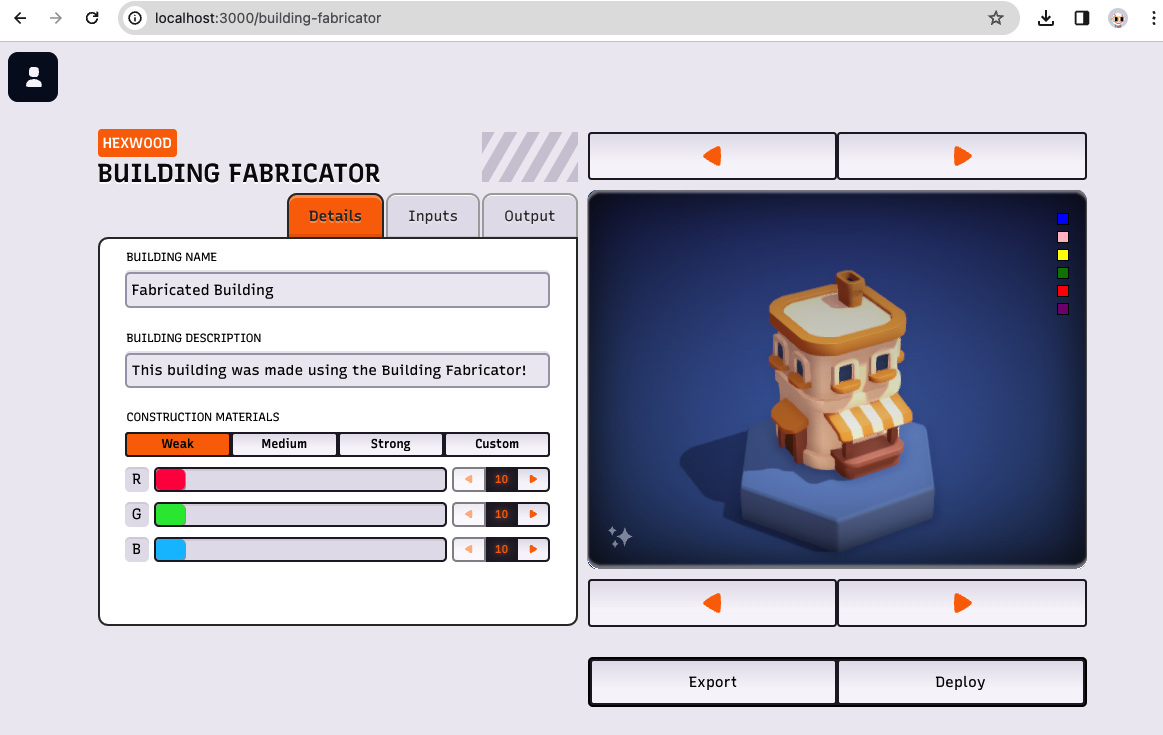 localhost:3000/building-fabricator
HEXWOOD
BUILDING FABRICATOR
Details
Inputs
Output
BUILDING NAME
Fabricated Building
BUILDING DESCRIPTION
This building was made using the Building Fabricator!
CONSTRUCTION MATERIALS
Weak
Medium
Strong
Custom
R
10
G
10
B
10
Export
Deploy